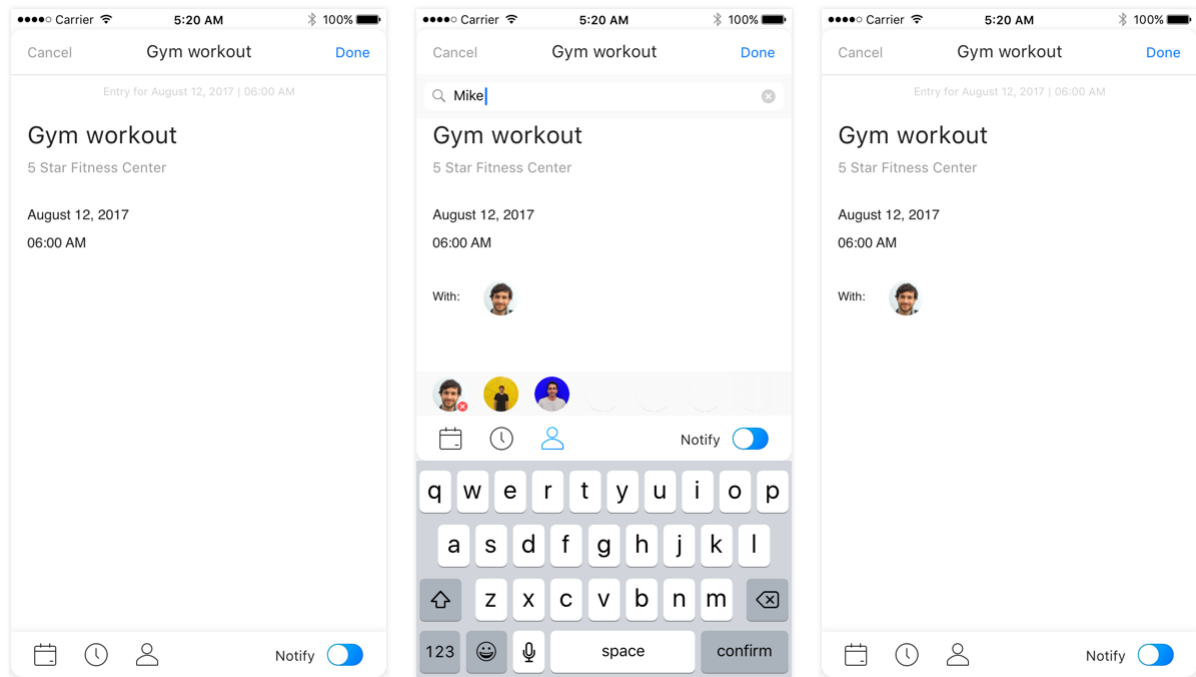 Carrier 5:20 AM 100%
Cancel Gym workout Done
Entry for August 12, 2017 | 06:00 AM
Gym workout
5 Star Fitness Center
August 12, 2017
06:00 AM
Notify
Carrier 5:20 AM 100%
Cancel Gym workout Done
Mike
Gym workout
5 Star Fitness Center
August 12, 2017
06:00 AM
With:
Notify
q w e r t y u i o p
a s d f g h j k l
z x c v b n m
123 space confirm
Carrier 5:20 AM 100%
Cancel Gym workout Done
Entry for August 12, 2017 | 06:00 AM
Gym workout
5 Star Fitness Center
August 12, 2017
06:00 AM
With:
Notify